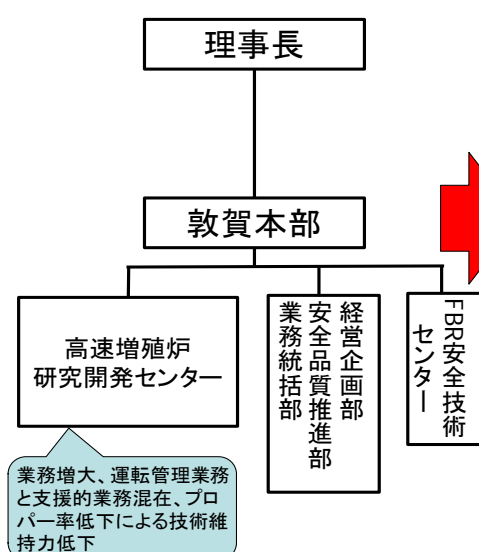 理事長
敦賀本部
高速増殖炉
研究開発センター
経営企画部
安全品質推進部
業務統括部
FBR安全技術
センター
業務増大、運転管理業務
と支援的業務混在、プロ
パー率低下による技術維
持力低下